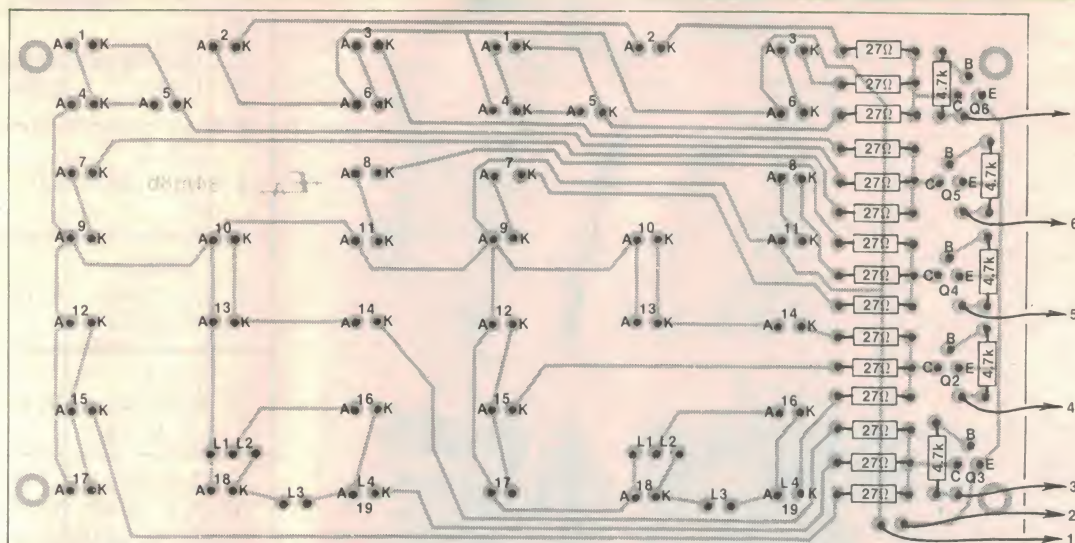 1 2 3 1 2 3 27Ω
A K A K A K A K A K A K B
27Ω 4.7k E
4 5 6 4 5 6 C Q6
A K A K A K A K A K A K 27Ω
27Ω B
7 8 7 8 27Ω C E 4.7k
A K A K A K A K Q5
27Ω 6
9 10 11 9 10 11 27Ω B
A K A K A K A K A K A K
27Ω C E 4.7k
Q4
27Ω 5
12 13 14 12 13 14
A K A K A K A K A K A K B
27Ω C E 4.7k
Q2
27Ω 4
15 16 15 16
A K A K A K A K 27Ω B
L1 L2 L1 L2 4.7k
27Ω C E
Q3
17 18 L3 L4 17 18 L3 L4 27Ω 3
A K A K A K K A K A K
19 19 2
1